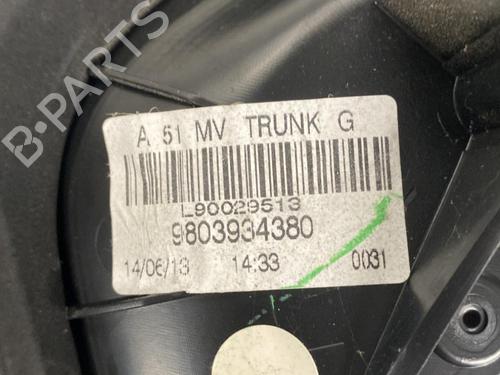 A 51 MV TRUNK G
L90029513
9803934380
14/06/13 14:33 0031
B-PARTS